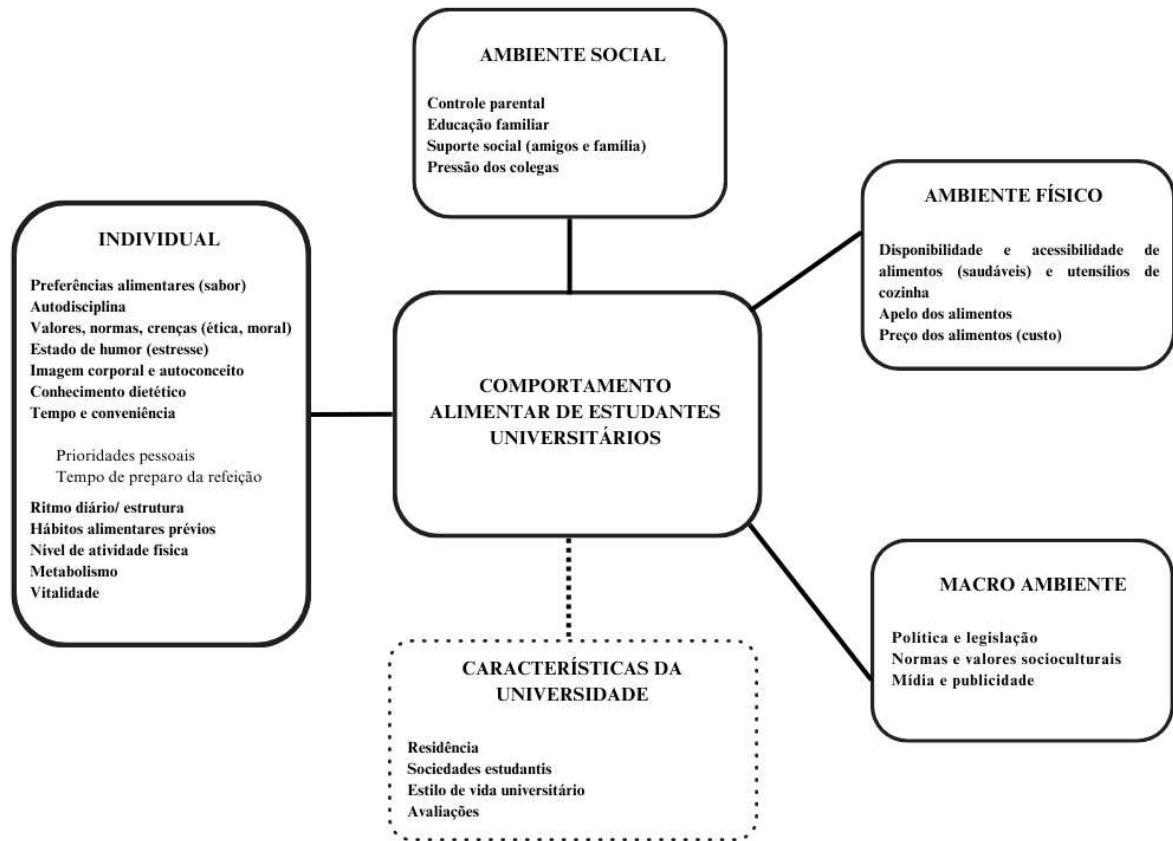 AMBIENTE SOCIAL
Controle parental
Educação familiar
Suporte social (amigos e família)
Pressão dos colegas
AMBIENTE FÍSICO
Disponibilidade e acessibilidade de
alimentos (saudáveis) e utensílios de
cozinha
Apelo dos alimentos
Preço dos alimentos (custo)
INDIVIDUAL
Preferências alimentares (sabor)
Autodisciplina
Valores, normas, crenças (ética, moral)
Estado de humor (estresse)
Imagem corporal e autoconceito
Conhecimento dietético
Tempo e conveniência
Prioridades pessoais
Tempo de preparo da refeição
Ritmo diário/ estrutura
Hábitos alimentares prévios
Nível de atividade física
Metabolismo
Vitalidade
COMPORTAMENTO
ALIMENTAR DE ESTUDANTES
UNIVERSITÁRIOS
MACRO AMBIENTE
Política e legislação
Normas e valores socioculturais
Mídia e publicidade
CARACTERÍSTICAS DA
UNIVERSIDADE
Residência
Sociedades estudantis
Estilo de vida universitário
Avaliações